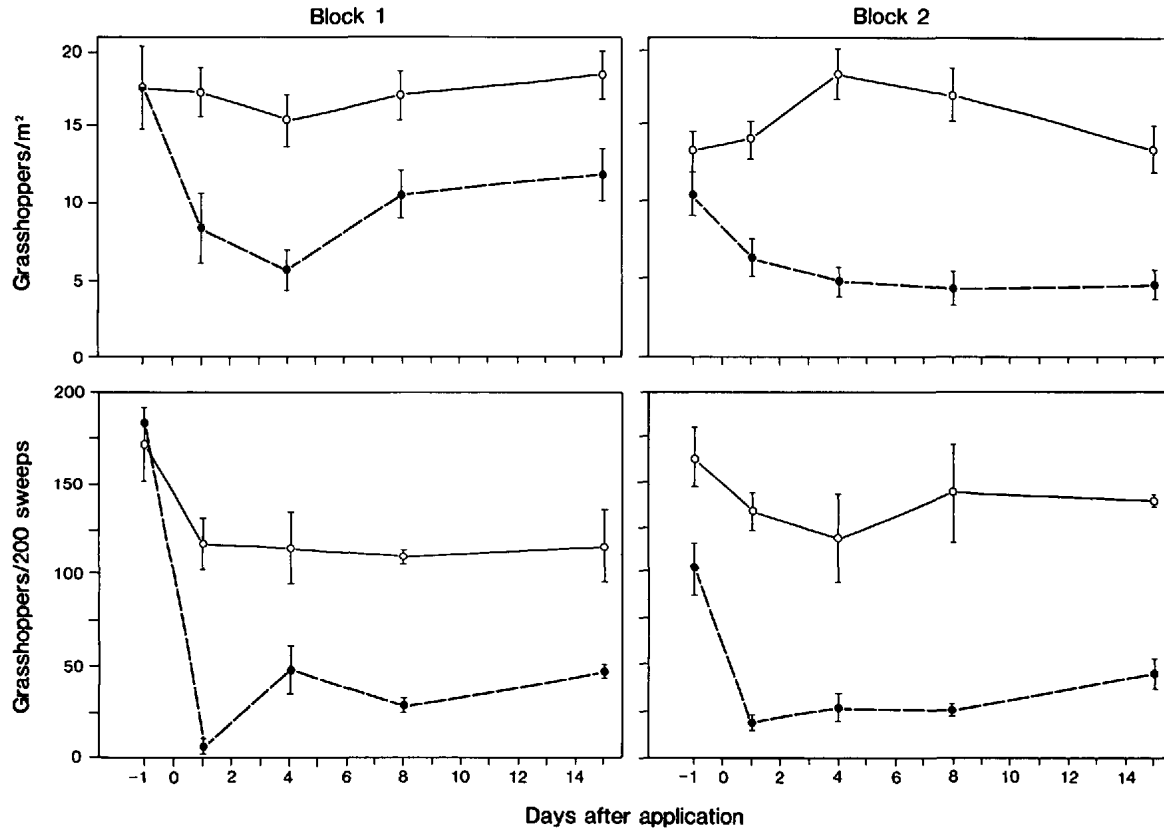 Block 1
Block 2
Grasshoppers/m²
20
15
10
5
0
Grasshoppers/200 sweeps
200
150
100
50
0
−1 0 2 4 8 10 12 14
−1 0 2 4 8 10 12 14
Days after application